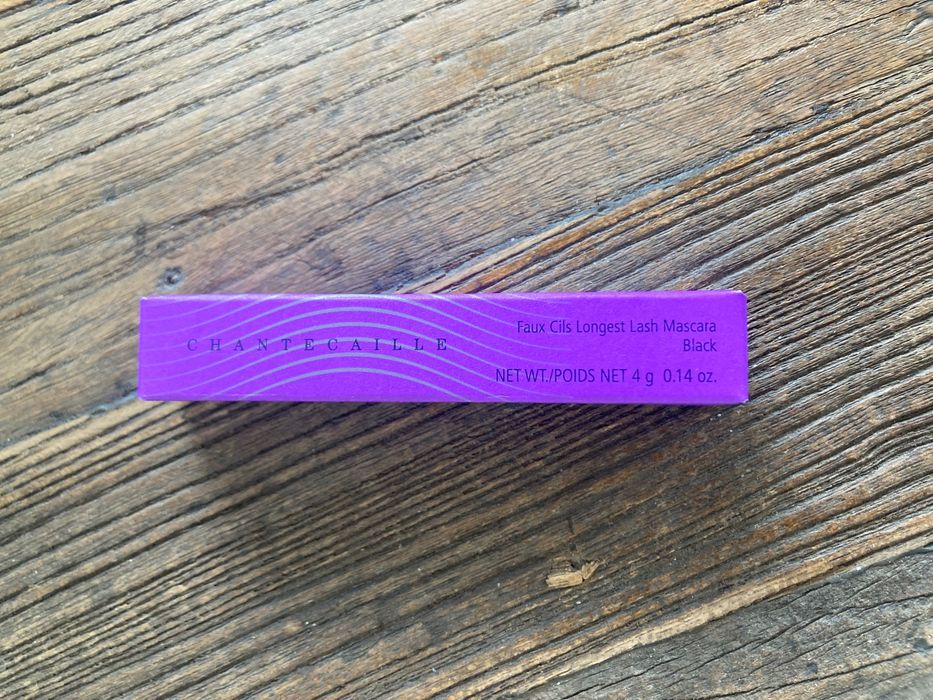 CHANTECAILLE
Faux Cils Longest Lash Mascara
Black
NET WT./POIDS NET 4 g 0.14 oz.